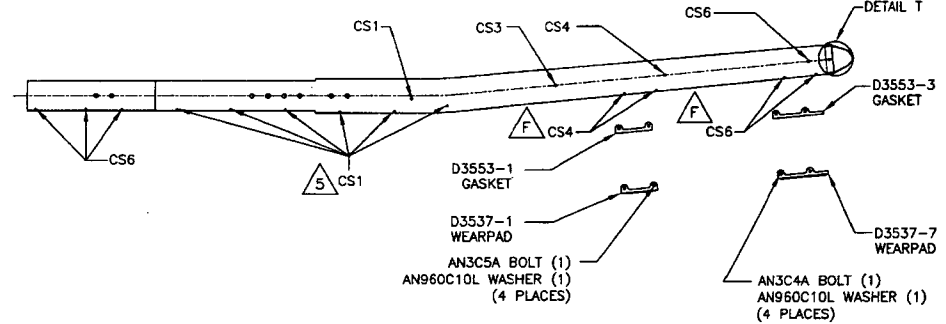 DETAIL T
CS1
CS3
CS4
CS6
D3553-3
GASKET
F
CS4
F
CS6
CS6
5
CS1
D3553-1
GASKET
D3537-1
WEARPAD
D3537-7
WEARPAD
AN3C5A BOLT (1)
AN960C10L WASHER (1)
(4 PLACES)
AN3C4A BOLT (1)
AN960C10L WASHER (1)
(4 PLACES)